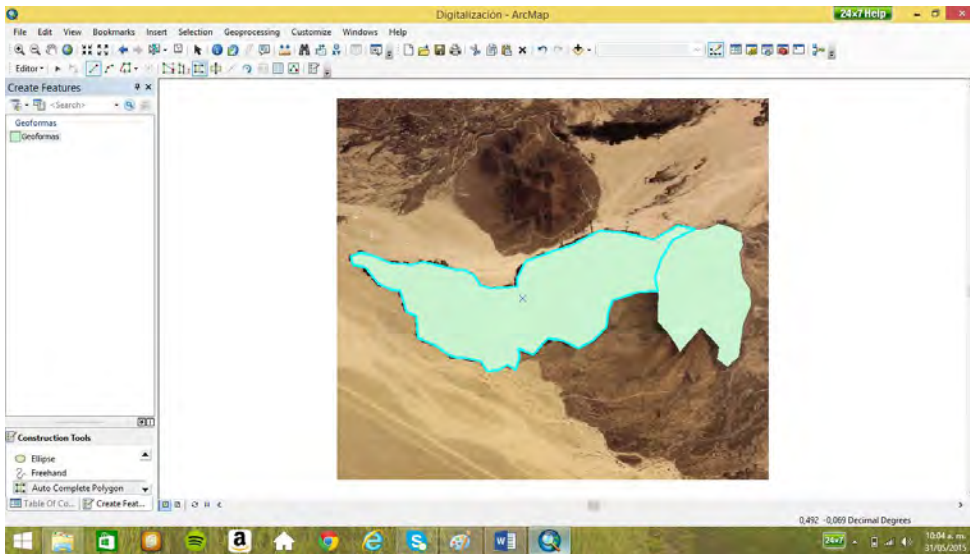 Digitalización - ArcMap
24x7 Help
File Edit View Bookmarks Insert Selection Geoprocessing Customize Windows Help
Editor
Create Features
<Search>
Geoformas
Geoformas
Construction Tools
Ellipse
Freehand
Auto Complete Polygon
Table Of Co...
Create Feat...
0,492 -0,069 Decimal Degrees
a
S
W
24x7
10:04 a. m.
31/05/2015